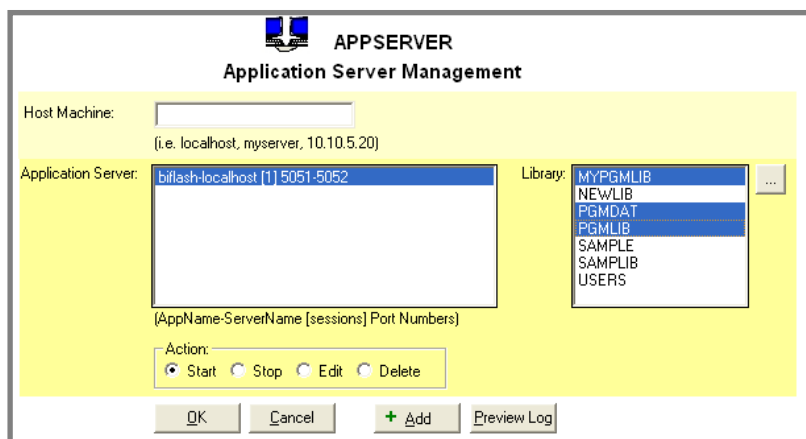 APPSERVER
Application Server Management
Host Machine:
(i.e. localhost, myserver, 10.10.5.20)
Application Server:
biflash-localhost [1] 5051-5052
(AppName-ServerName [sessions] Port Numbers)
Library:
MYPGMLIB
NEWLIB
PGMDAT
PGMLIB
SAMPLE
SAMPLIB
USERS
...
Action:
Start Stop Edit Delete
OK Cancel + Add Preview Log